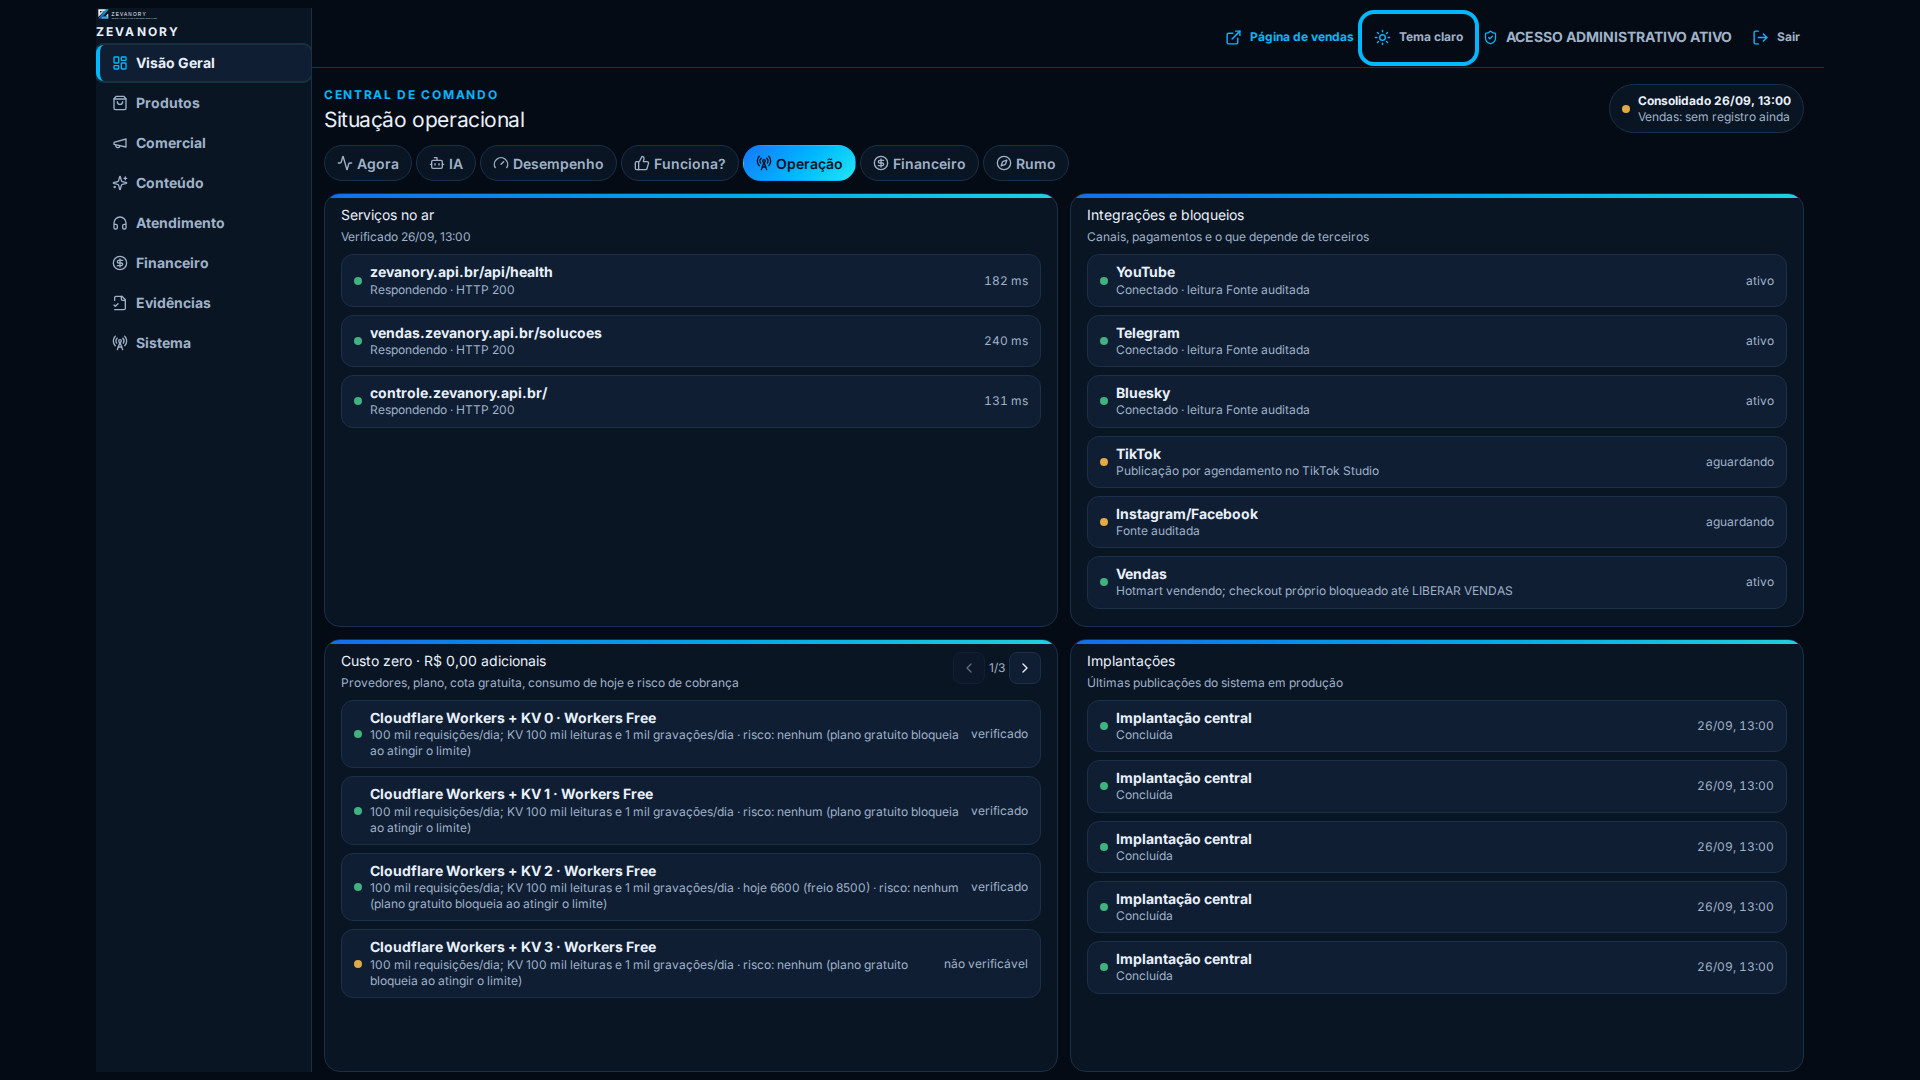 ZEVANORY
ZEVANORY
Visão Geral
Produtos
Comercial
Conteúdo
Atendimento
Financeiro
Evidências
Sistema
Página de vendas
Tema claro
ACESSO ADMINISTRATIVO ATIVO
Sair
CENTRAL DE COMANDO
Situação operacional
Consolidado 26/09, 13:00
Vendas: sem registro ainda
Agora
IA
Desempenho
Funciona?
Operação
Financeiro
Rumo
Serviços no ar
Verificado 26/09, 13:00
zevanory.api.br/api/health
Respondendo · HTTP 200
182 ms
vendas.zevanory.api.br/solucoes
Respondendo · HTTP 200
240 ms
controle.zevanory.api.br/
Respondendo · HTTP 200
131 ms
Integrações e bloqueios
Canais, pagamentos e o que depende de terceiros
YouTube
Conectado · leitura Fonte auditada
ativo
Telegram
Conectado · leitura Fonte auditada
ativo
Bluesky
Conectado · leitura Fonte auditada
ativo
TikTok
Publicação por agendamento no TikTok Studio
aguardando
Instagram/Facebook
Fonte auditada
aguardando
Vendas
Hotmart vendendo; checkout próprio bloqueado até LIBERAR VENDAS
ativo
Custo zero · R$ 0,00 adicionais
Provedores, plano, cota gratuita, consumo de hoje e risco de cobrança
1/3
Cloudflare Workers + KV 0 · Workers Free
100 mil requisições/dia; KV 100 mil leituras e 1 mil gravações/dia · risco: nenhum (plano gratuito bloqueia
ao atingir o limite)
verificado
Cloudflare Workers + KV 1 · Workers Free
100 mil requisições/dia; KV 100 mil leituras e 1 mil gravações/dia · risco: nenhum (plano gratuito bloqueia
ao atingir o limite)
verificado
Cloudflare Workers + KV 2 · Workers Free
100 mil requisições/dia; KV 100 mil leituras e 1 mil gravações/dia · hoje 6600 (freio 8500) · risco: nenhum
(plano gratuito bloqueia ao atingir o limite)
verificado
Cloudflare Workers + KV 3 · Workers Free
100 mil requisições/dia; KV 100 mil leituras e 1 mil gravações/dia · risco: nenhum (plano gratuito
bloqueia ao atingir o limite)
não verificável
Implantações
Últimas publicações do sistema em produção
Implantação central
Concluída
26/09, 13:00
Implantação central
Concluída
26/09, 13:00
Implantação central
Concluída
26/09, 13:00
Implantação central
Concluída
26/09, 13:00
Implantação central
Concluída
26/09, 13:00